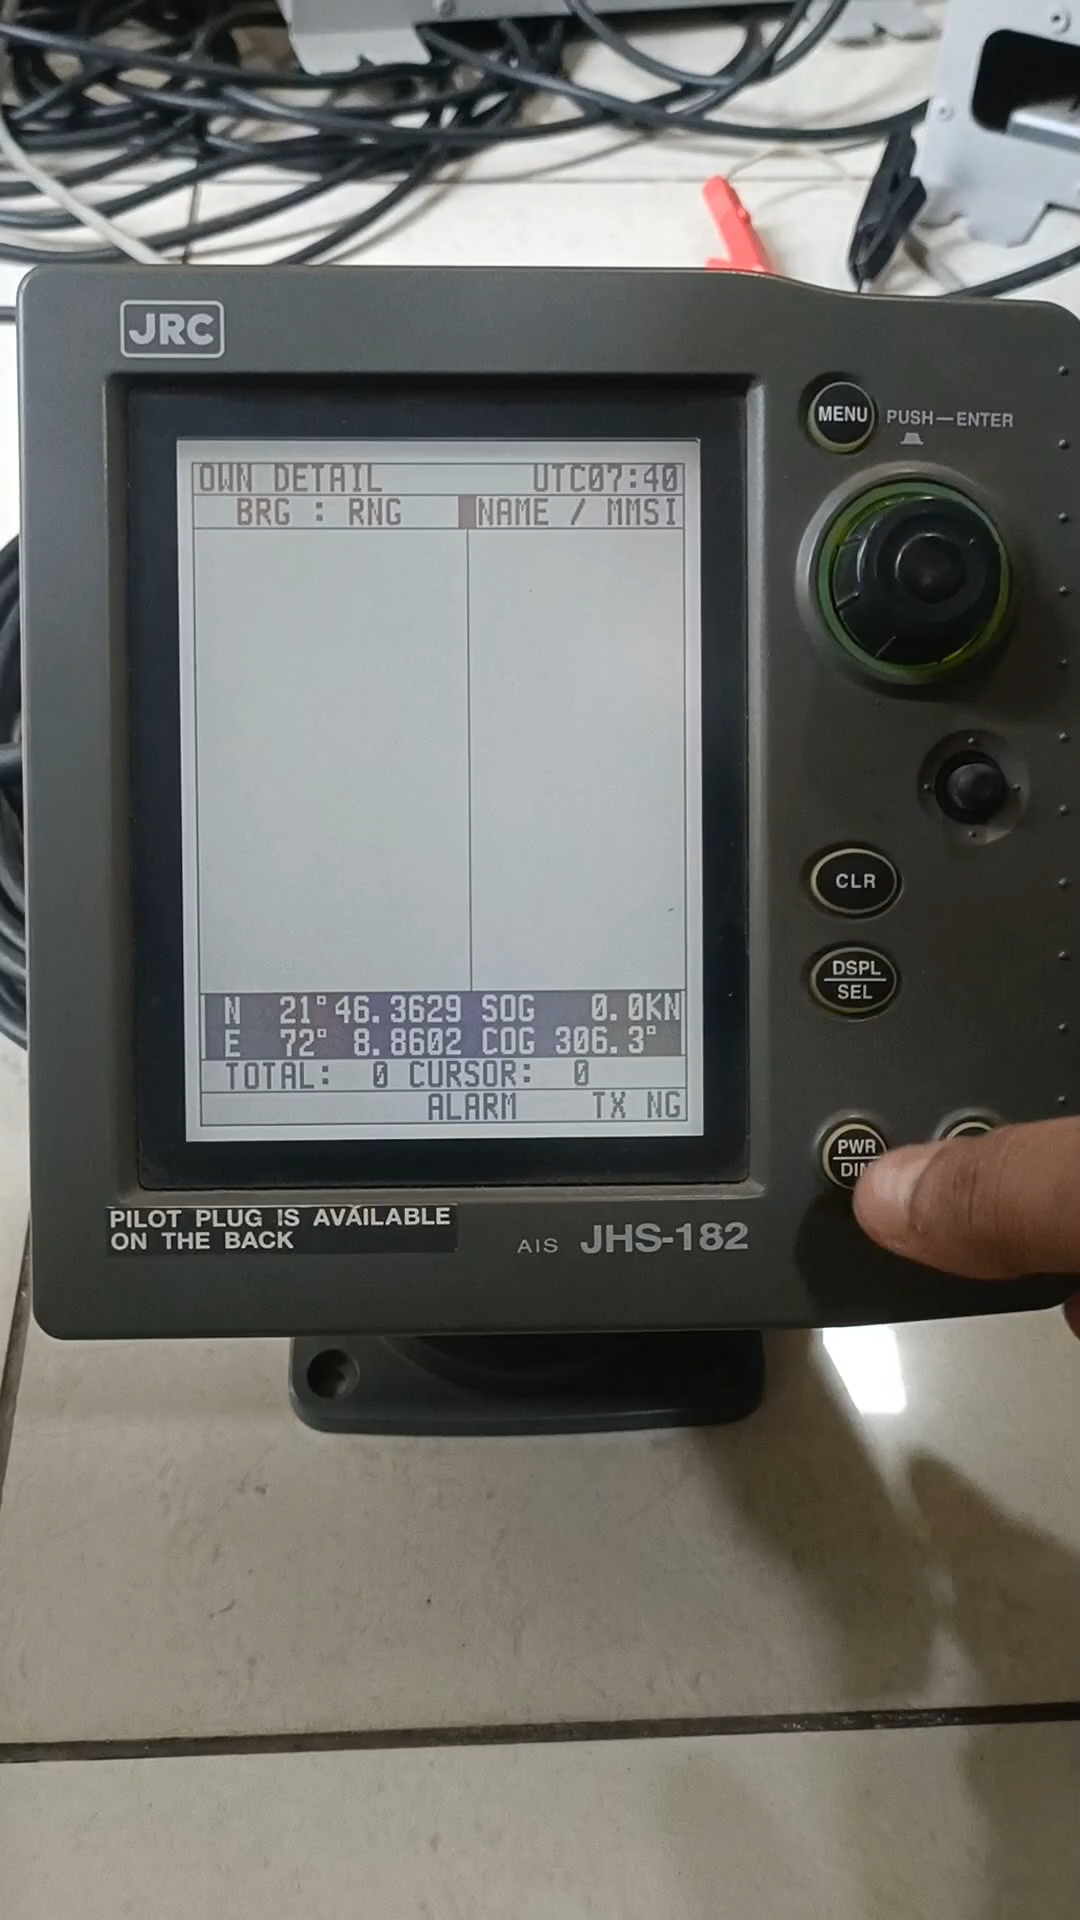 JRC
MENU PUSH—ENTER
OWN DETAIL UTC07:40
BRG : RNG NAME / MMSI
CLR
DSPL
SEL
N 21°46.3629 SOG 0.0KN
E 72° 8.8602 COG 306.3°
TOTAL: 0 CURSOR: 0
ALARM TX NG
PWR
PILOT PLUG IS AVAILABLE
ON THE BACK
AIS JHS-182